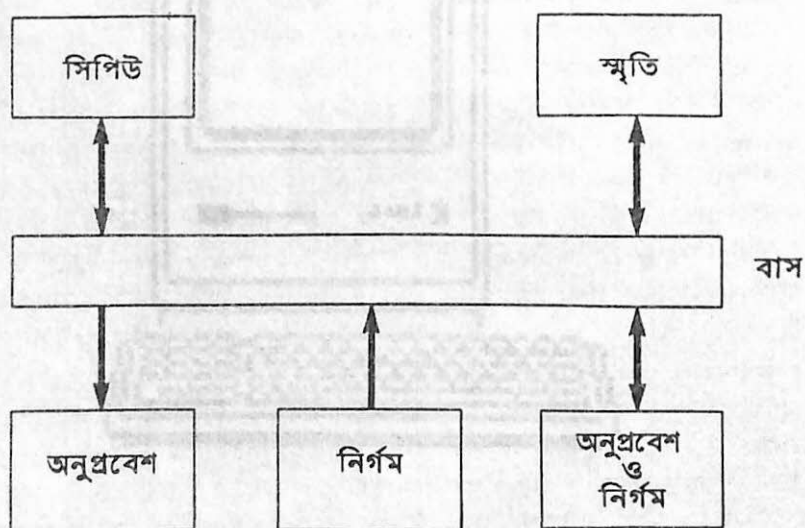 সিপিউ
স্মৃতি
বাস
অনুপ্রবেশ
নির্গম
অনুপ্রবেশ
ও
নির্গম